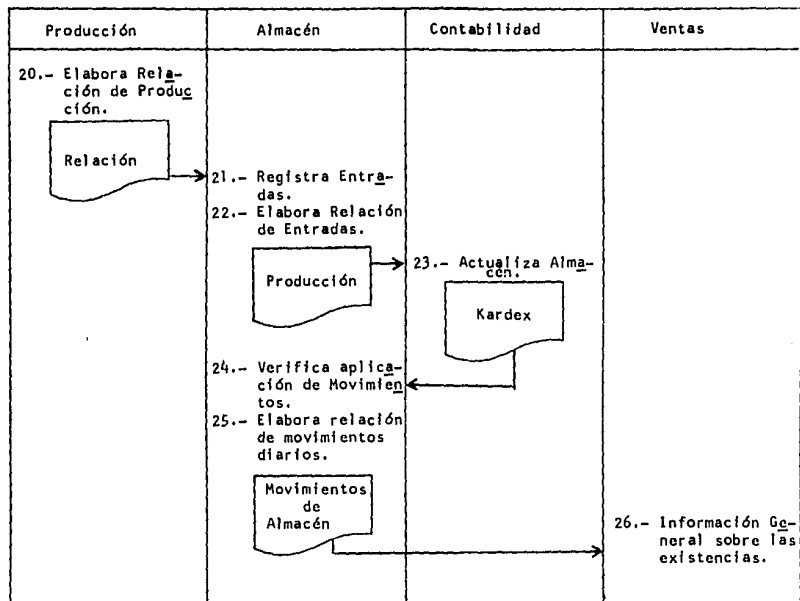 Producción
Almacén
Contabilidad
Ventas
20.- Elabora Rela-
ción de Produc
ción.
Relación
21.- Registra Entra-
das.
22.- Elabora Relación
de Entradas.
Producción
23.- Actualiza Alma-
cén.
Kardex
24.- Verifica aplica-
ción de Movimien
tos.
25.- Elabora relación
de movimientos
diarios.
Movimientos
de
Almacén
26.- Información Ge-
neral sobre las
existencias.